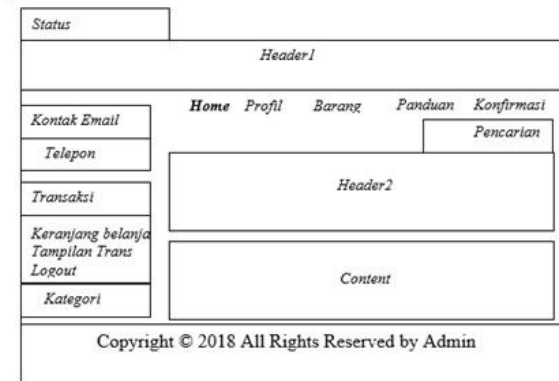 Status
Header1
Home Profil Barang Panduan Konfirmasi
Pencarian
Kontak Email
Telepon
Transaksi
Keranjang belanja
Tampilan Trans
Logout
Kategori
Header2
Content
Copyright © 2018 All Rights Reserved by Admin